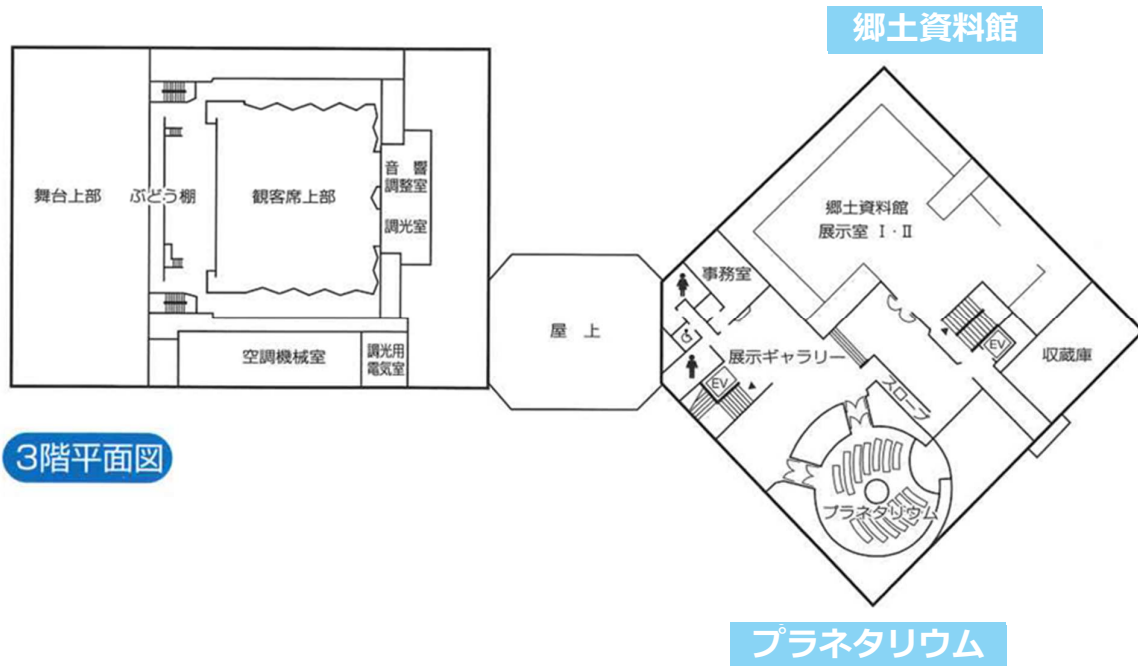 郷土資料館
舞台上部
ぶどう棚
観客席上部
音響
調整室
調光室
郷土資料館
展示室 Ⅰ・Ⅱ
事務室
屋上
展示ギャラリー
EV
収蔵庫
空調機械室
調光用
電気室
EV
スロープ
3階平面図
プラネタリウム
プラネタリウム